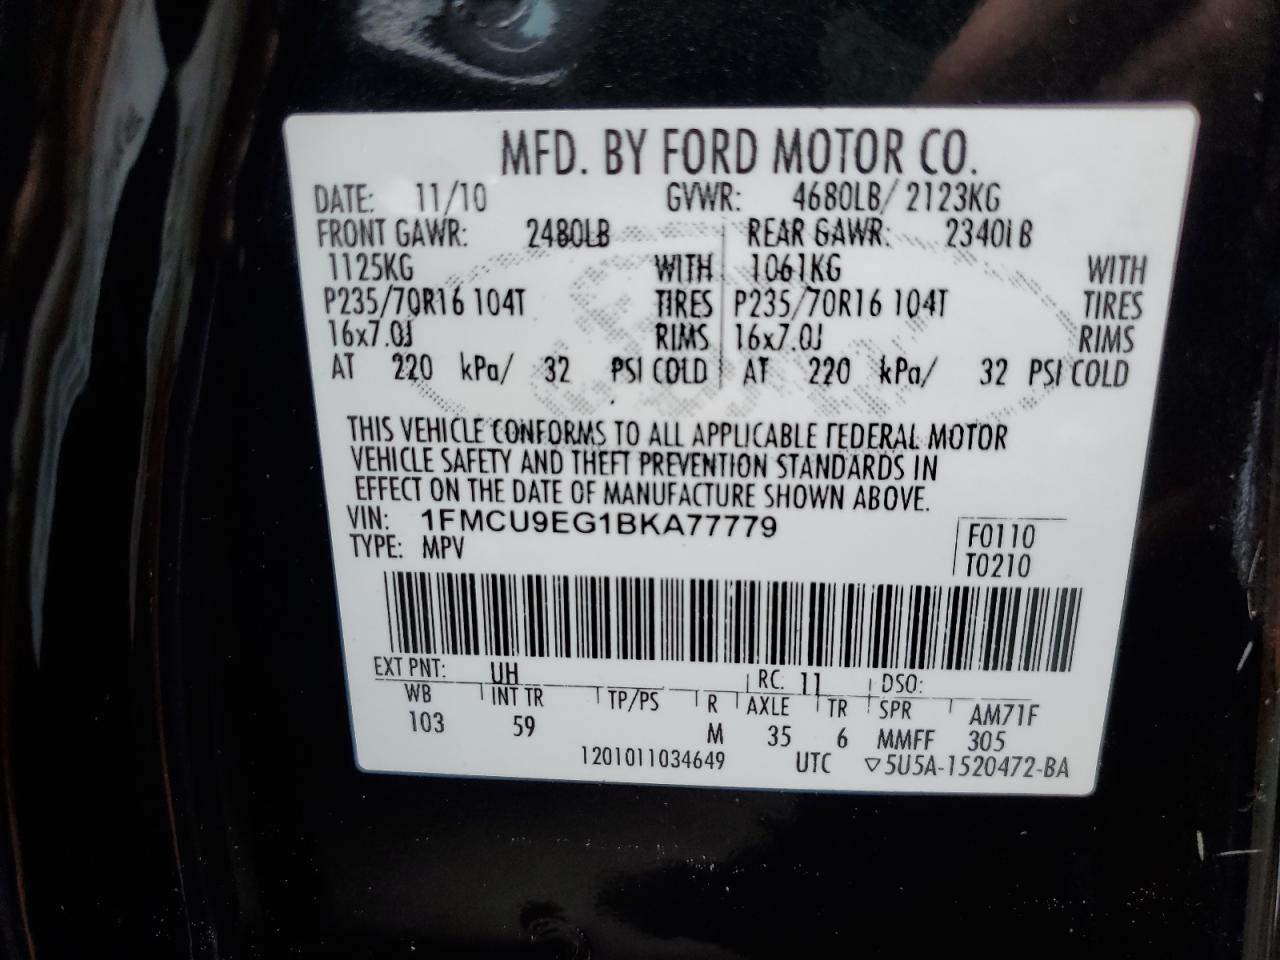 MFD. BY FORD MOTOR CO.
DATE: 11/10 GVWR: 4680LB/ 2123KG
FRONT GAWR: 2480LB REAR GAWR: 2340LB
1125KG WITH 1061KG WITH
P235/70R16 104T TIRES P235/70R16 104T TIRES
16x7.0J RIMS 16x7.0J RIMS
AT 220 kPa/ 32 PSI COLD AT 220 kPa/ 32 PSI COLD
THIS VEHICLE CONFORMS TO ALL APPLICABLE FEDERAL MOTOR
VEHICLE SAFETY AND THEFT PREVENTION STANDARDS IN
EFFECT ON THE DATE OF MANUFACTURE SHOWN ABOVE.
VIN: 1FMCU9EG1BKA77779 F0110
TYPE: MPV T0210
EXT PNT: UH RC: 11 DSO:
WB INT TR TP/PS R AXLE TR SPR AM71F
103 59 M 35 6 MMFF 305
1201011034649 UTC ▽5U5A-1520472-BA